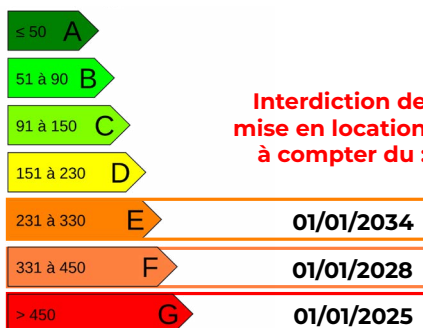 ≤ 50 A
51 à 90 B
91 à 150 C
Interdiction de
mise en location
à compter du :
151 à 230 D
231 à 330 E 01/01/2034
331 à 450 F 01/01/2028
> 450 G 01/01/2025